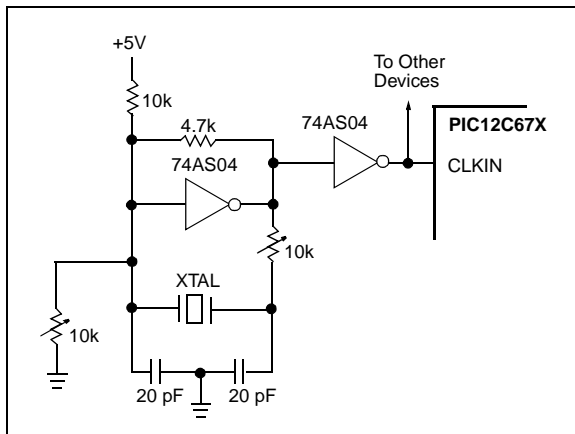 +5V
To Other
Devices
10k
4.7k
74AS04
PIC12C67X
74AS04
CLKIN
10k
XTAL
10k
20 pF
20 pF